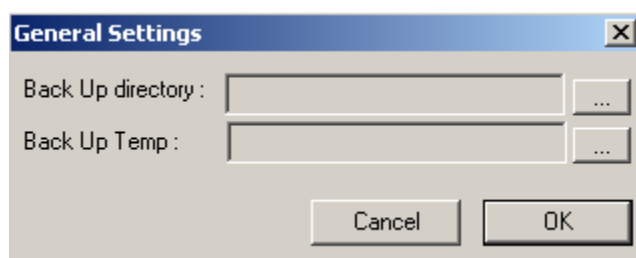 General Settings
Back Up directory :
...
Back Up Temp :
...
Cancel OK